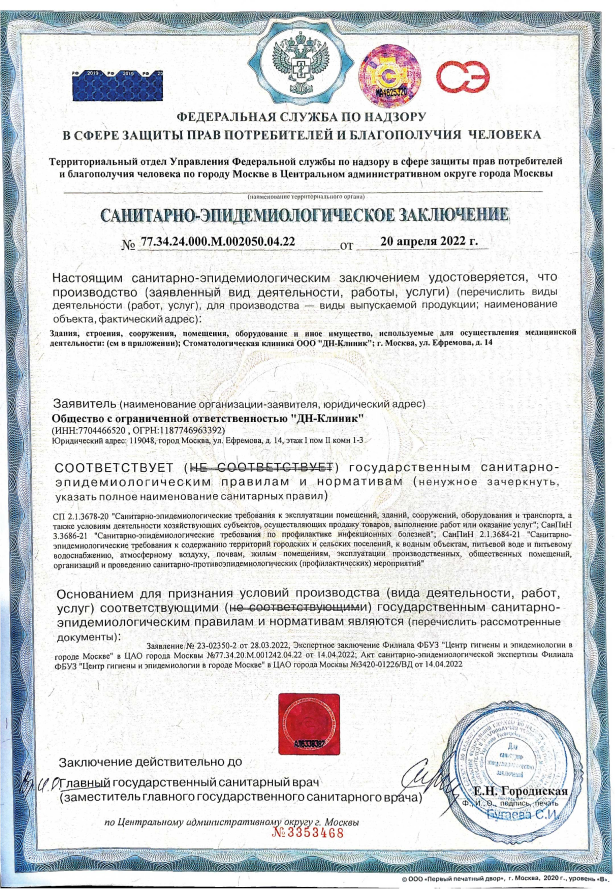 РФ 2019 РФ 2019 РФ 20
СЭ
ФЕДЕРАЛЬНАЯ СЛУЖБА ПО НАДЗОРУ
В СФЕРЕ ЗАЩИТЫ ПРАВ ПОТРЕБИТЕЛЕЙ И БЛАГОПОЛУЧИЯ ЧЕЛОВЕКА
Территориальный отдел Управления Федеральной службы по надзору в сфере защиты прав потребителей
и благополучия человека по городу Москве в Центральном административном округе города Москвы
(наименование территориального органа)
САНИТАРНО-ЭПИДЕМИОЛОГИЧЕСКОЕ ЗАКЛЮЧЕНИЕ
№ 77.34.24.000.М.002050.04.22 от 20 апреля 2022 г.
Настоящим санитарно-эпидемиологическим заключением удостоверяется, что
производство (заявленный вид деятельности, работы, услуги) (перечислить виды
деятельности (работ, услуг), для производства — виды выпускаемой продукции; наименование
объекта, фактический адрес):
Здания, строения, сооружения, помещения, оборудование и иное имущество, используемые для осуществления медицинской
деятельности: (см в приложении); Стоматологическая клиника ООО "ДН-Клиник"; г. Москва, ул. Ефремова, д. 14
Заявитель (наименование организации-заявителя, юридический адрес)
Общество с ограниченной ответственностью "ДН-Клиник"
(ИНН:7704466520 , ОГРН:1187746963392)
Юридический адрес: 119048, город Москва, ул. Ефремова, д. 14, этаж I пом II комн 1-3
СООТВЕТСТВУЕТ (НЕ СООТВЕТСТВУЕТ) государственным санитарно-
эпидемиологическим правилам и нормативам (ненужное зачеркнуть,
указать полное наименование санитарных правил)
СП 2.1.3678-20 "Санитарно-эпидемиологические требования к эксплуатации помещений, зданий, сооружений, оборудования и транспорта, а
также условиям деятельности хозяйствующих субъектов, осуществляющих продажу товаров, выполнение работ или оказание услуг"; СанПиН
3.3686-21 "Санитарно-эпидемиологические требования по профилактике инфекционных болезней"; СанПиН 2.1.3684-21 "Санитарно-
эпидемиологические требования к содержанию территорий городских и сельских поселений, к водным объектам, питьевой воде и питьевому
водоснабжению, атмосферному воздуху, почвам, жилым помещениям, эксплуатации производственных, общественных помещений,
организации и проведению санитарно-противоэпидемических (профилактических) мероприятий"
Основанием для признания условий производства (вида деятельности, работ,
услуг) соответствующими (не соответствующими) государственным санитарно-
эпидемиологическим правилам и нормативам являются (перечислить рассмотренные
документы):
Заявление № 23-02350-2 от 28.03.2022, Экспертное заключение Филиала ФБУЗ "Центр гигиены и эпидемиологии в
городе Москве" в ЦАО города Москвы №77.34.20.М.001242.04.22 от 14.04.2022; Акт санитарно-эпидемиологической экспертизы Филиала
ФБУЗ "Центр гигиены и эпидемиологии в городе Москве" в ЦАО города Москвы №3420-01226/ВД от 14.04.2022
Заключение действительно до
Главный государственный санитарный врач
(заместитель главного государственного санитарного врача)
по Центральному административному округу г. Москвы
№3353468
Для
санитарно-
эпидемиологических
заключений
Е.Н. Городиская
Ф., И., О., подпись, печать
Бугаева С.И.
© ООО «Первый печатный двор», г. Москва, 2020 г., уровень «В».